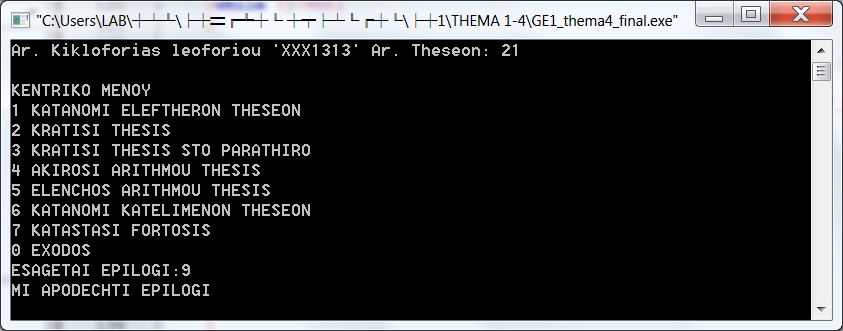 "C:\Users\LAB\┼┴┴└\├┼═┌┴┼└┼┬├┴└┌┼└\├┼1\THEMA 1-4\GE1_thema4_final.exe"
Ar. Kikloforias leoforiou 'XXX1313' Ar. Theseon: 21
KENTRIKO MENOY
1 KATANOMI ELEFTHERON THESEON
2 KRATISI THESIS
3 KRATISI THESIS STO PARATHIRO
4 AKIROSI ARITHMOU THESIS
5 ELENCHOS ARITHMOU THESIS
6 KATANOMI KATELIMENON THESEON
7 KATASTASI FORTOSIS
0 EXODOS
ESAGETAI EPILOGI:9
MI APODECHTI EPILOGI